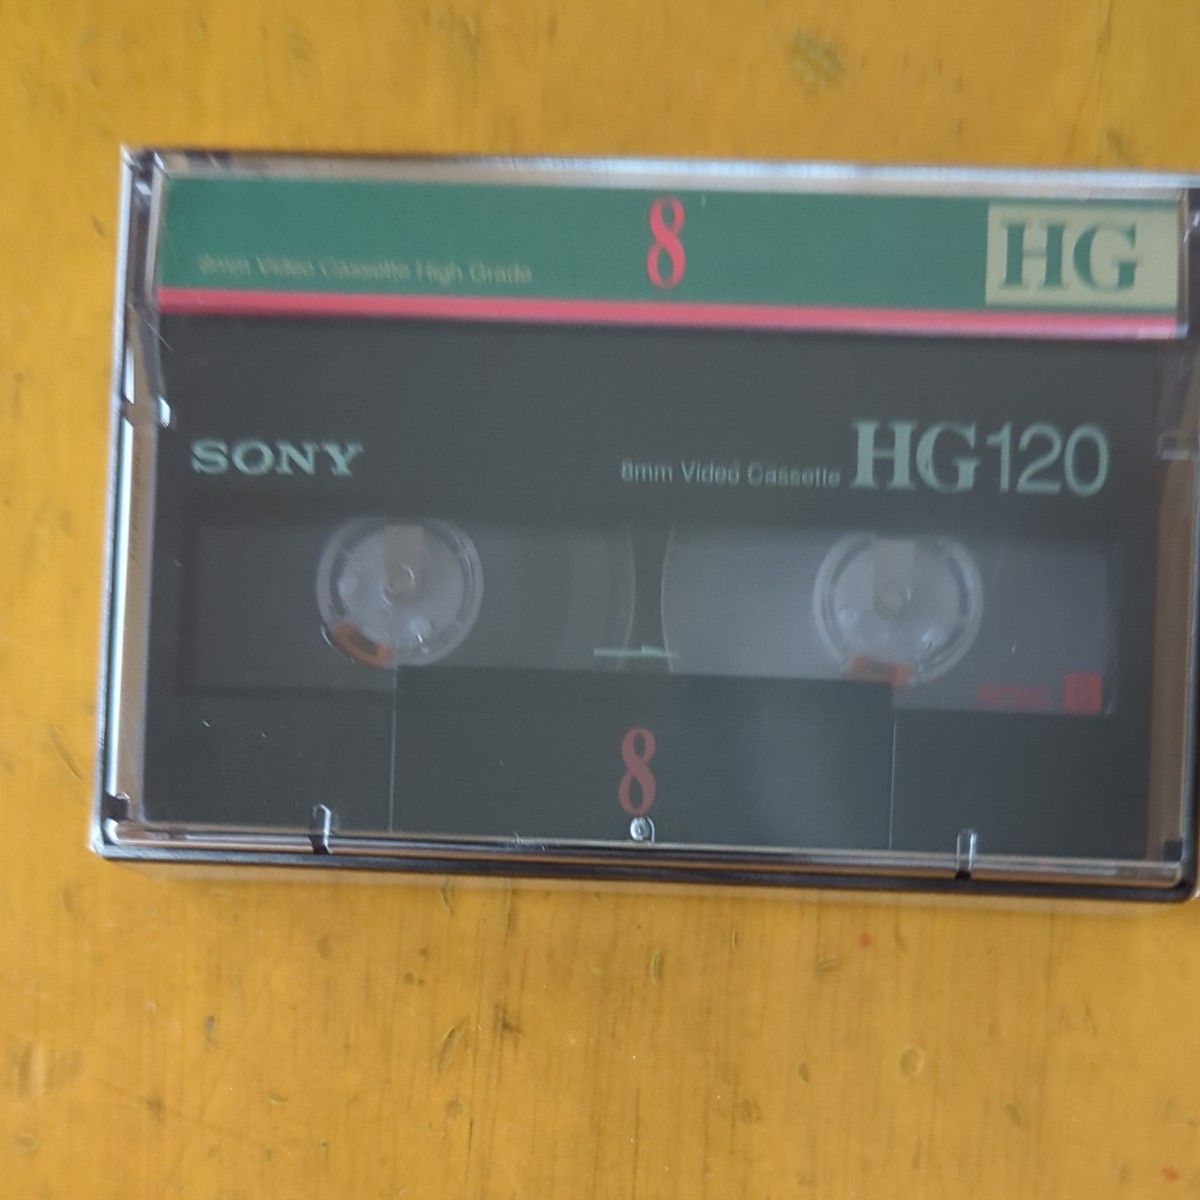 8
HG
8mm Video Cassette High Grade
SONY
8mm Video Cassette HG120
8